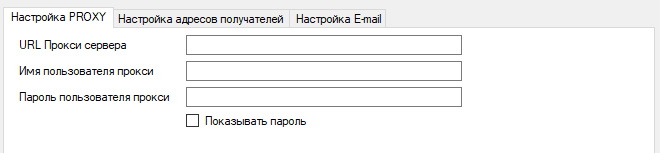 Настройка PROXY Настройка адресов получателей Настройка E-mail
URL Прокси сервера
Имя пользователя прокси
Пароль пользователя прокси
Показывать пароль